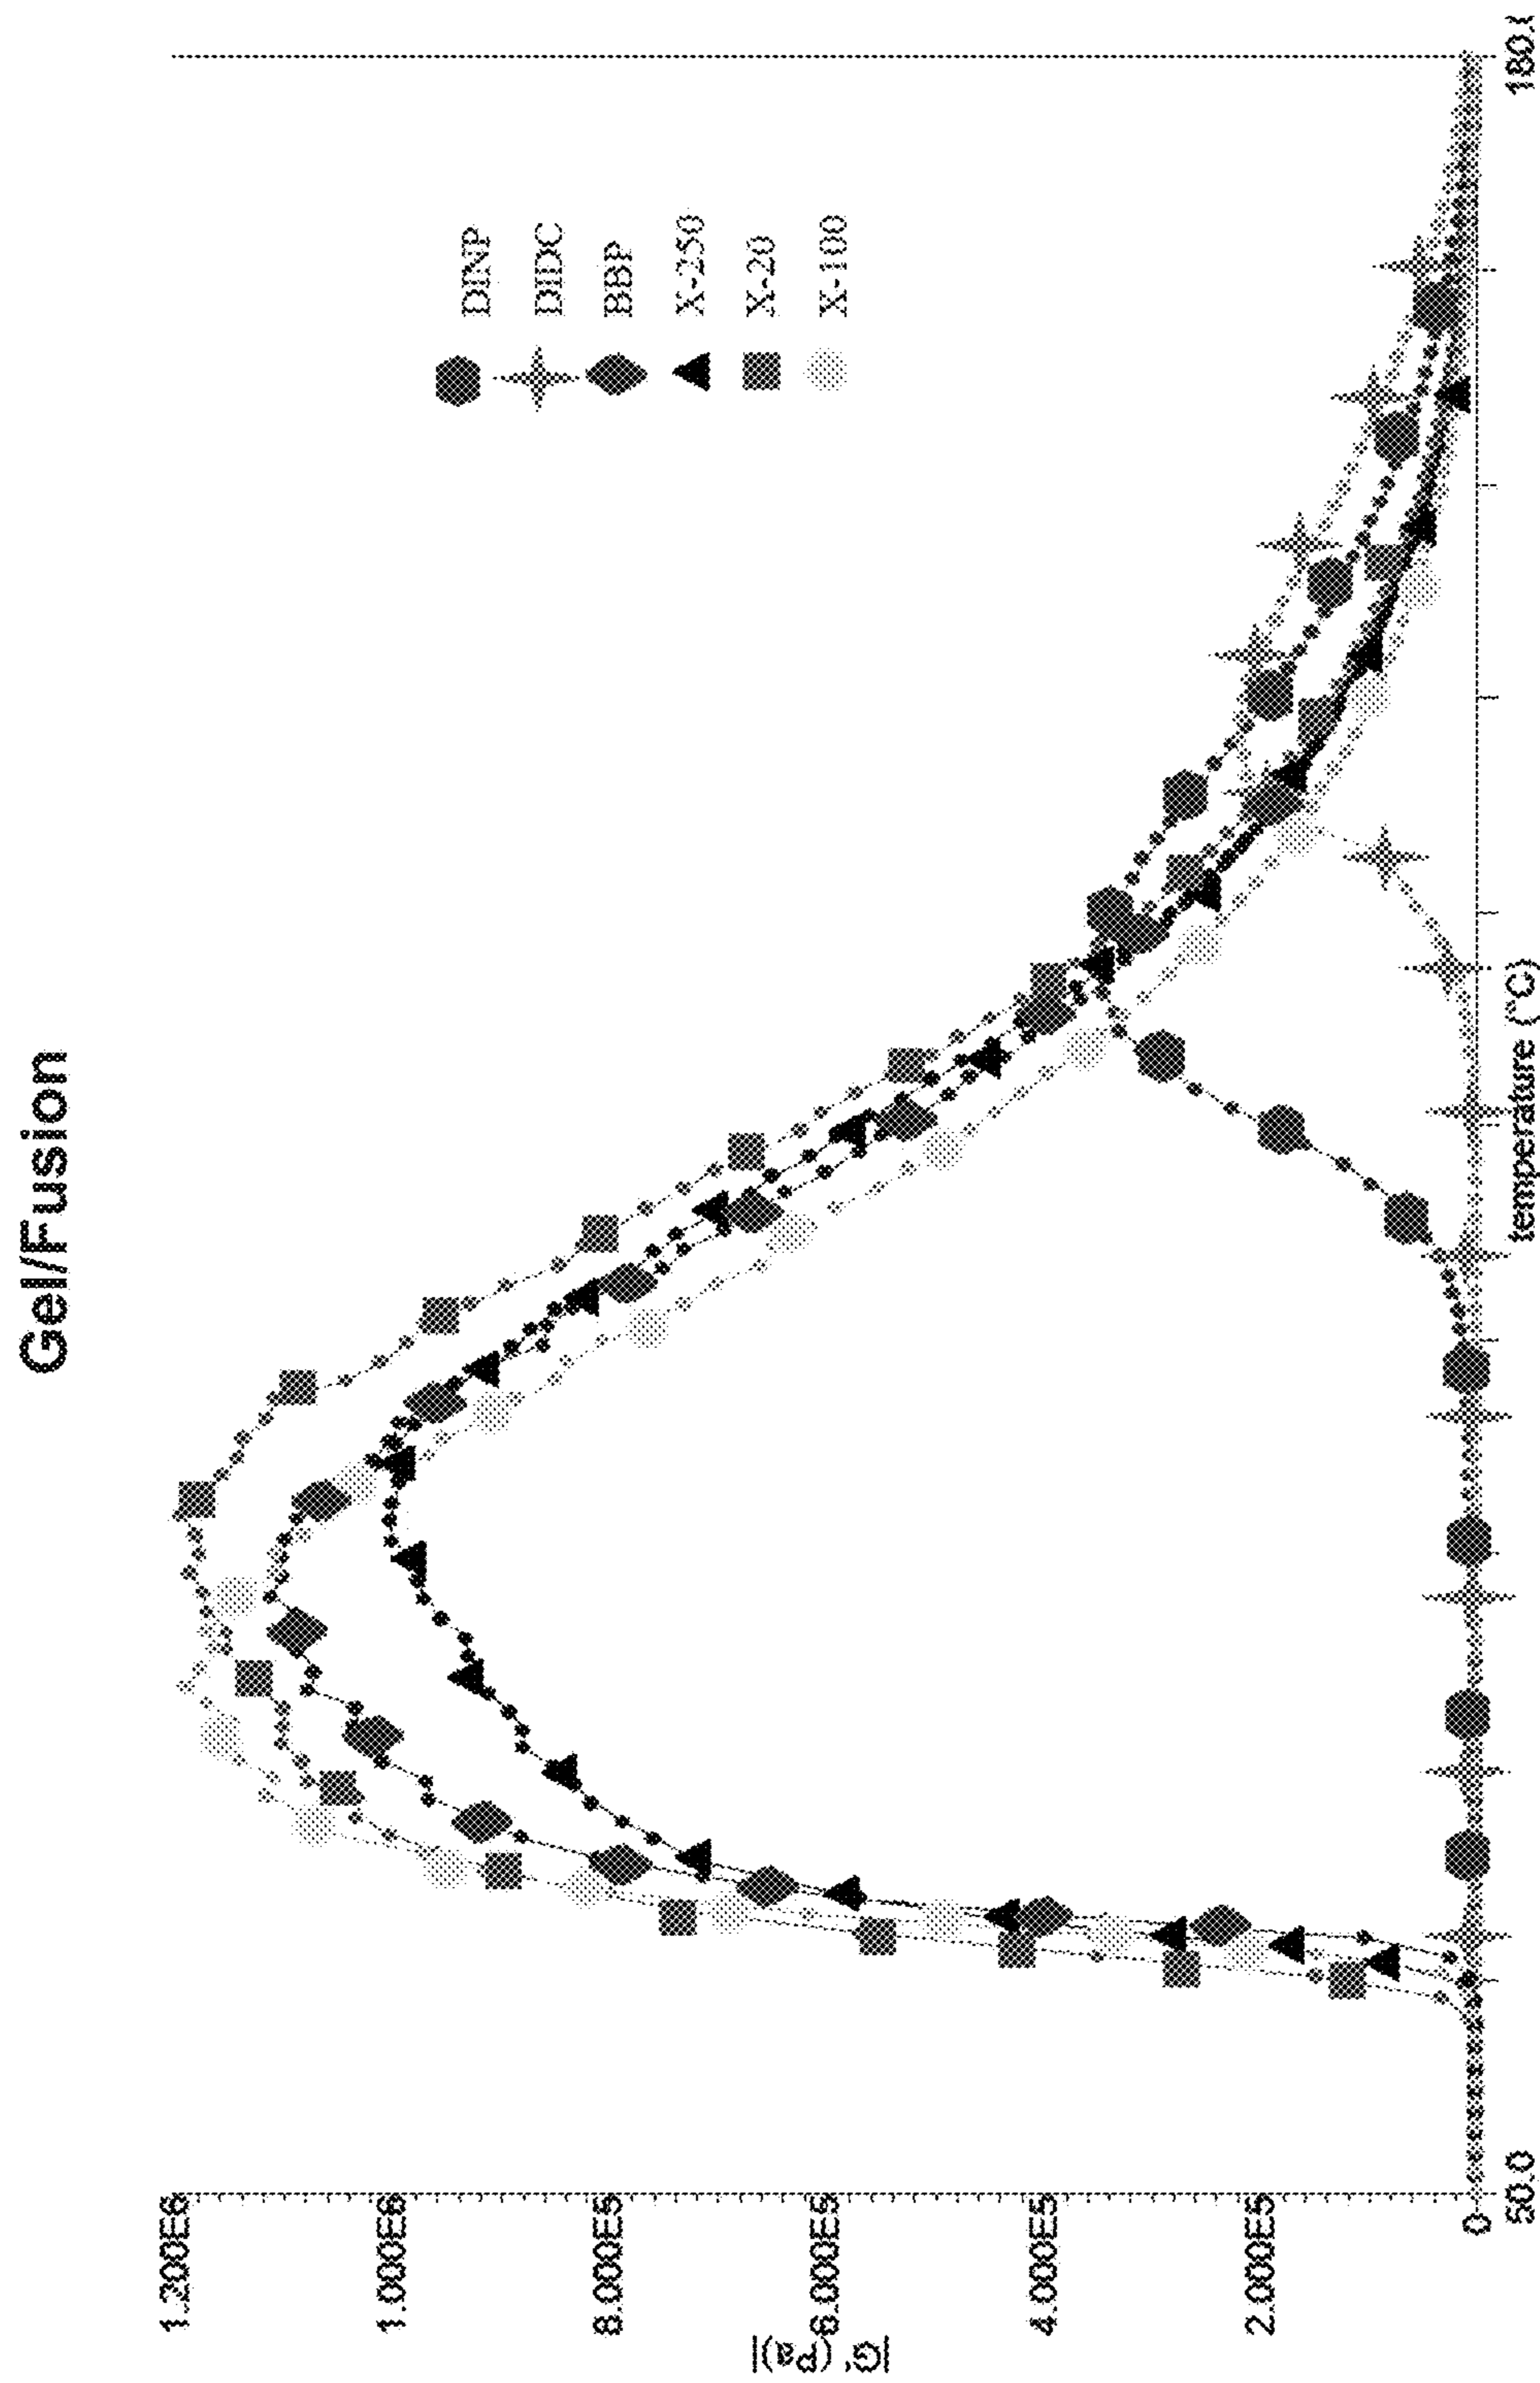 Gel/Fusion
DINP
DIDC
BBP
X-250
X-20
X-100
1.200E6
1.000E6
8.000E5
6.000E5
4.000E5
2.000E5
0
G' (Pa)
50.0
temperature (°C)